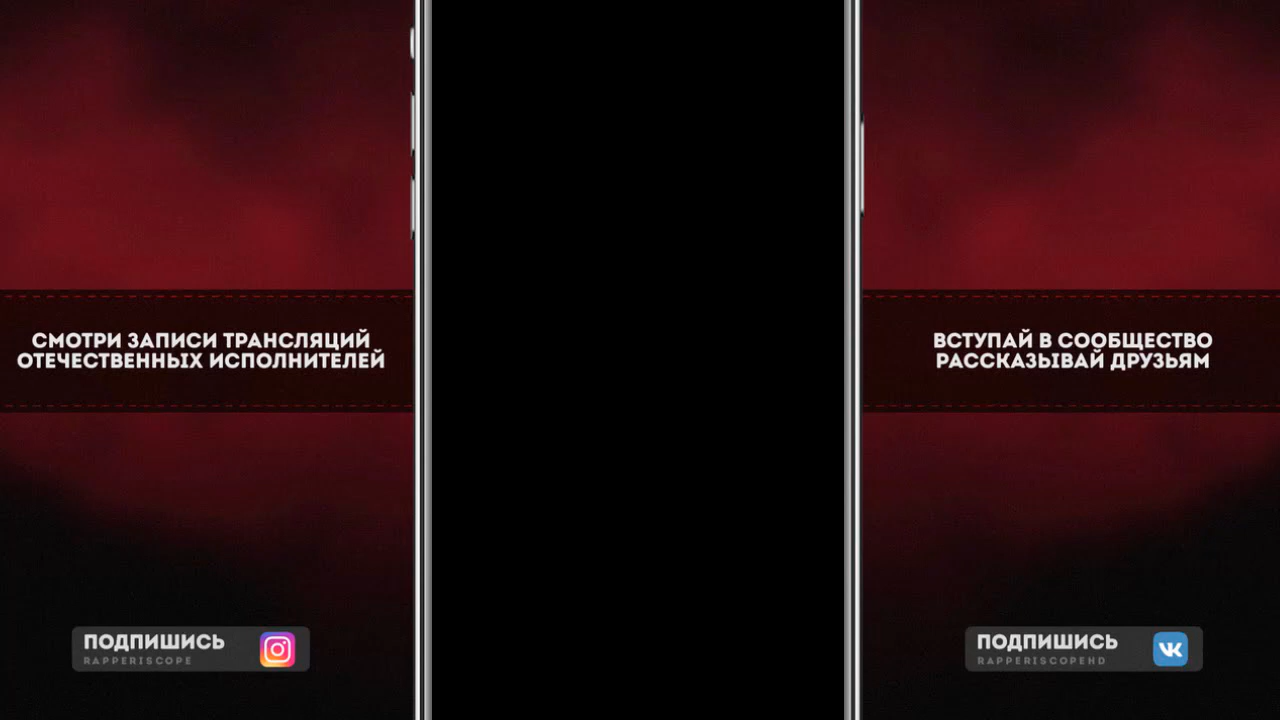 СМОТРИ ЗАПИСИ ТРАНСЛЯЦИЙ
ОТЕЧЕСТВЕННЫХ ИСПОЛНИТЕЛЕЙ
ПОДПИШИСЬ
RAPPERISCOPE
ВСТУПАЙ В СООБЩЕСТВО
РАССКАЗЫВАЙ ДРУЗЬЯМ
ПОДПИШИСЬ
RAPPERISCOPEHD